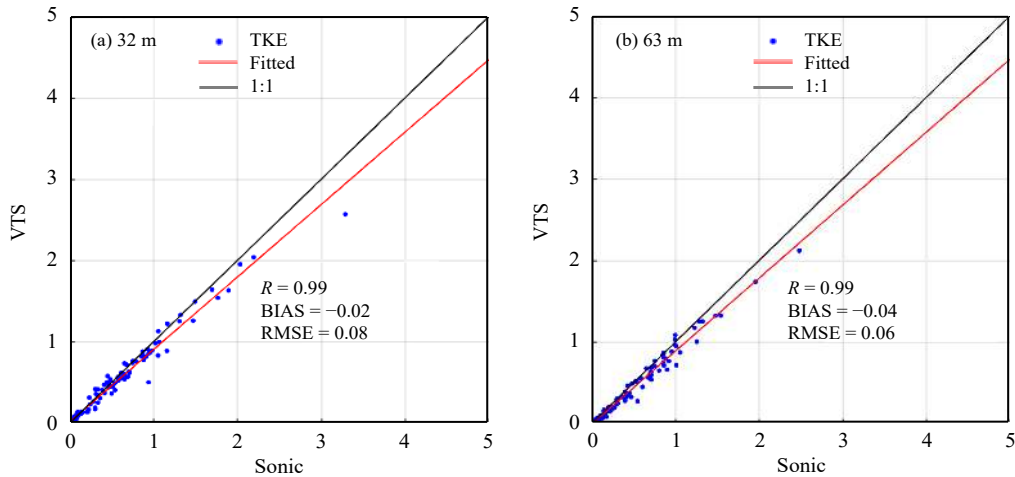 (a) 32 m
TKE
Fitted
1:1
R = 0.99
BIAS = −0.02
RMSE = 0.08
5
4
3
2
1
0
0 1 2 3 4 5
VTS
Sonic
(b) 63 m
TKE
Fitted
1:1
R = 0.99
BIAS = −0.04
RMSE = 0.06
5
4
3
2
1
0
0 1 2 3 4 5
VTS
Sonic